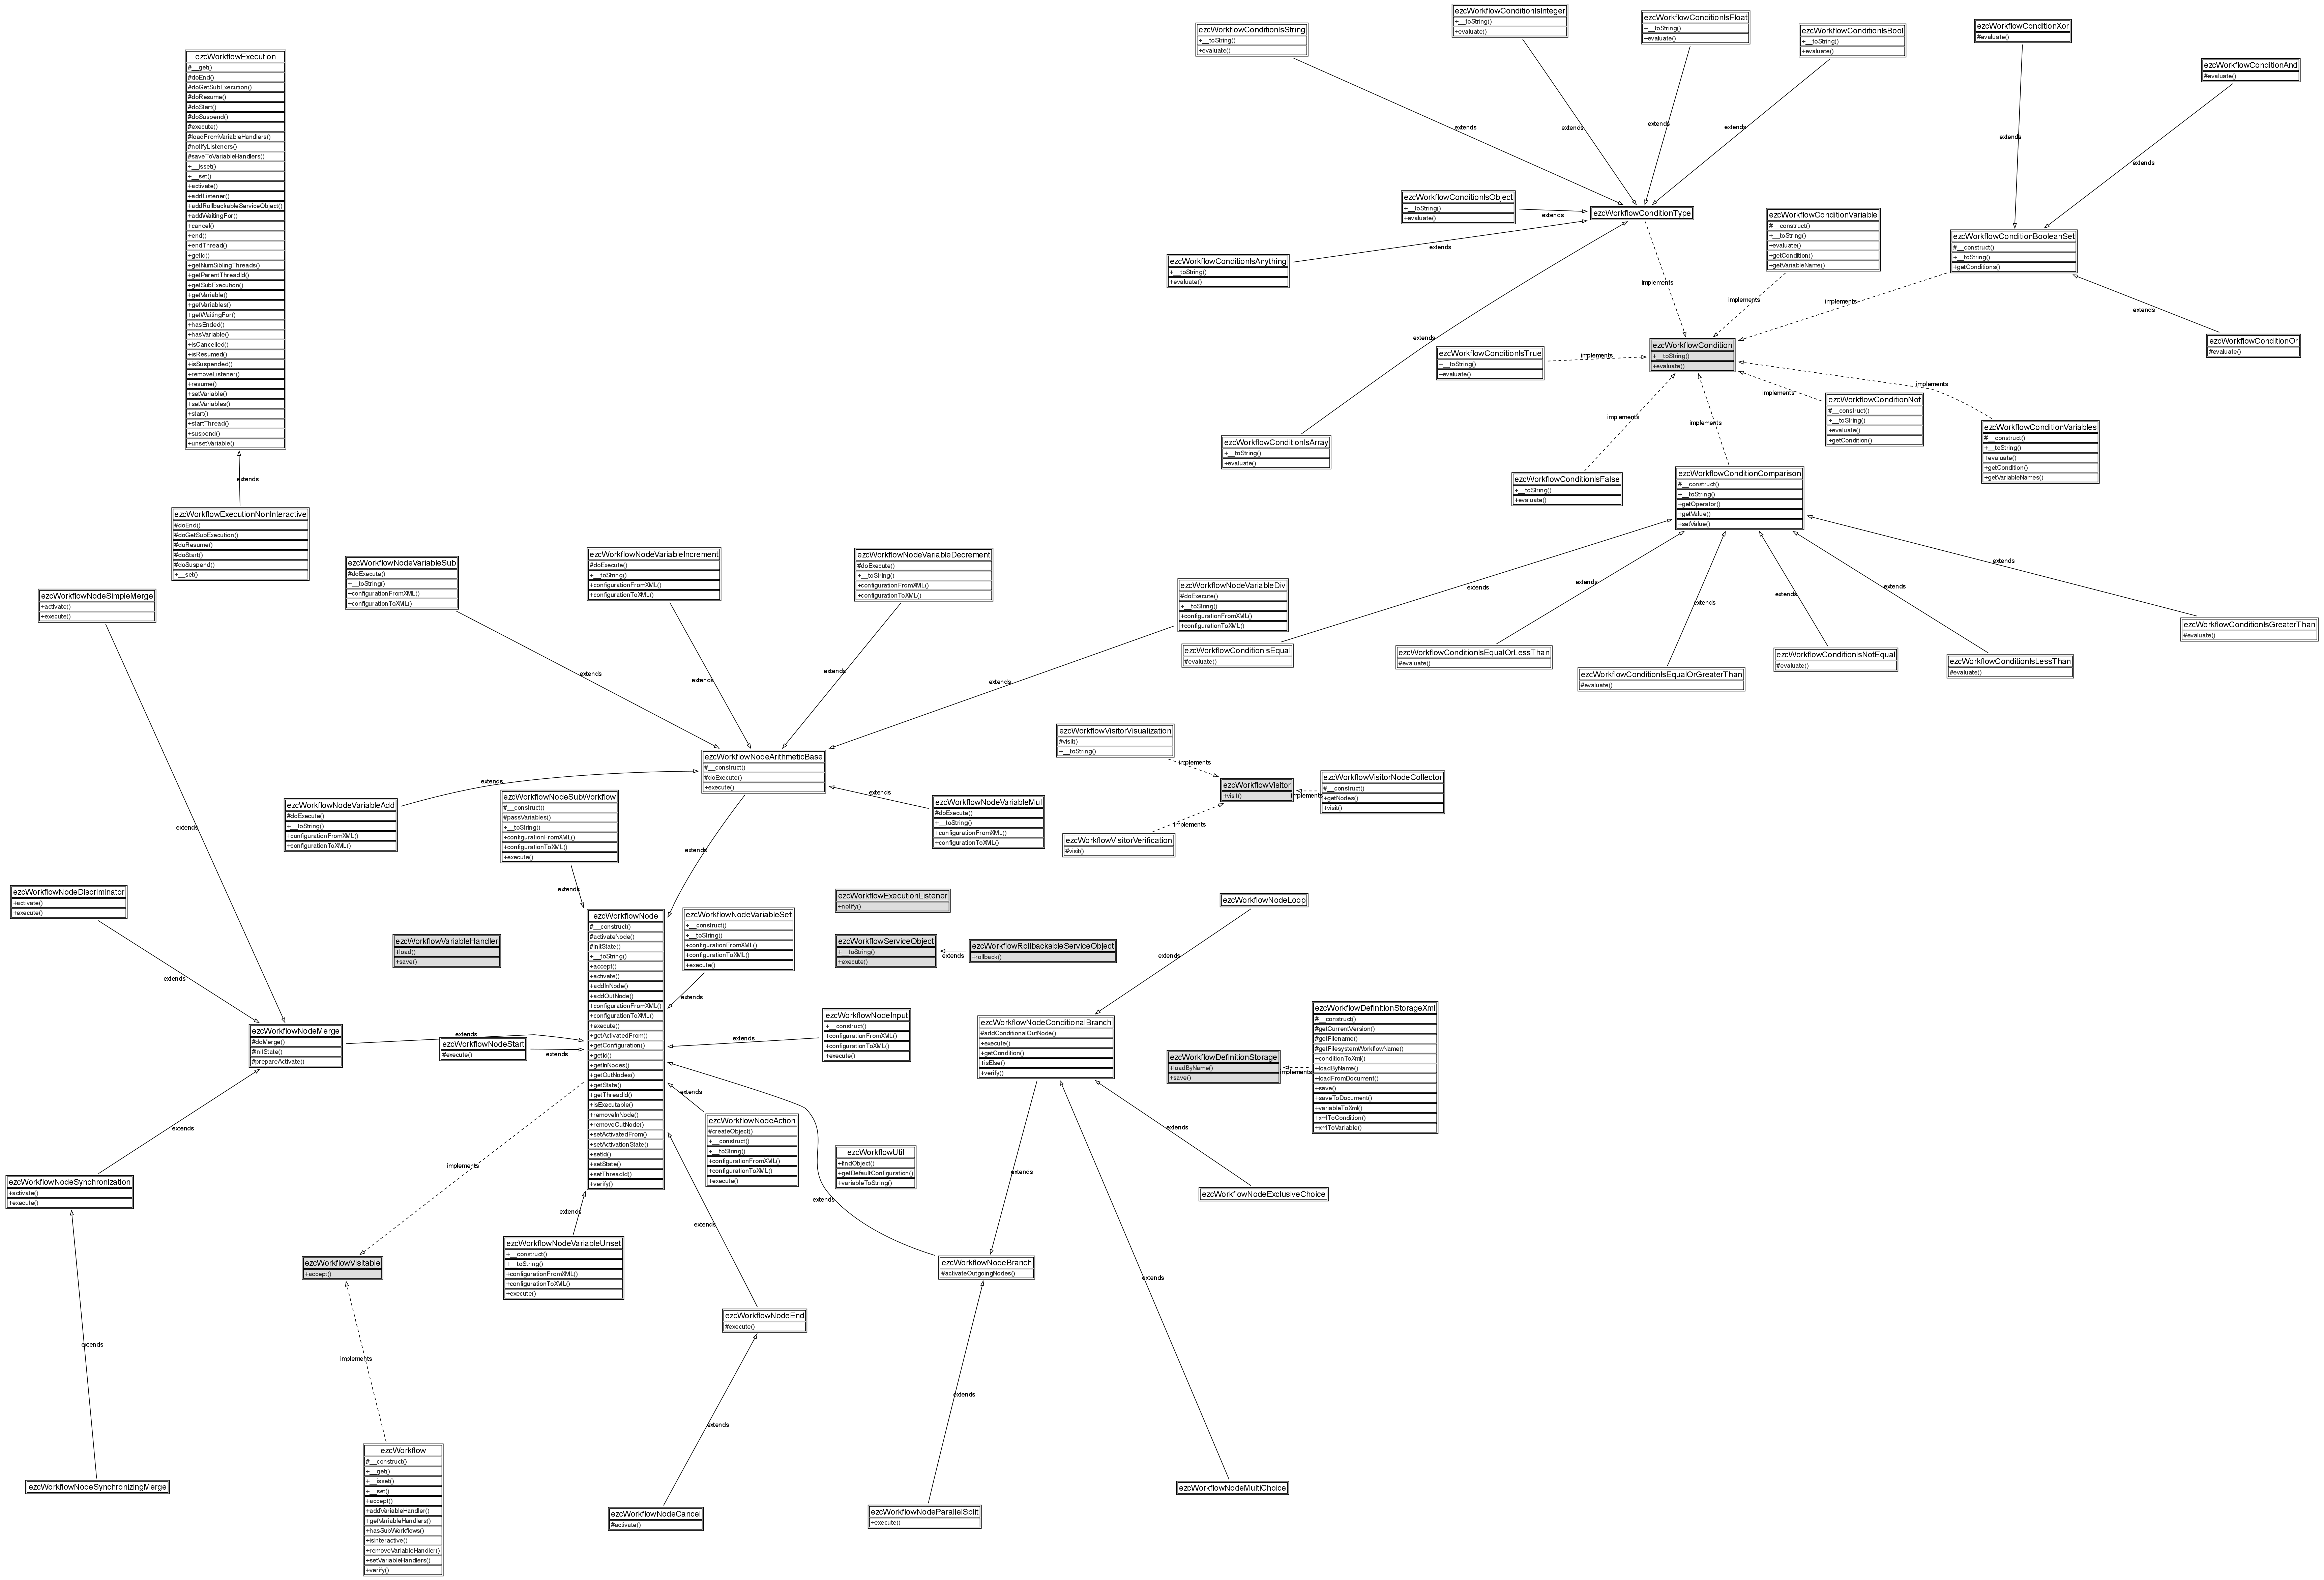 ezcWorkflowExecution
#__get()
#doEnd()
#doGetSubExecution()
#doResume()
#doStart()
#doSuspend()
#execute()
#loadFromVariableHandlers()
#notifyListeners()
#saveToVariableHandlers()
+__isset()
+__set()
+activate()
+addListener()
+addRollbackableServiceObject()
+addWaitingFor()
+cancel()
+end()
+endThread()
+getId()
+getNumSiblingThreads()
+getParentThreadId()
+getSubExecution()
+getVariable()
+getVariables()
+getWaitingFor()
+hasEnded()
+hasVariable()
+isCancelled()
+isResumed()
+isSuspended()
+removeListener()
+resume()
+setVariable()
+setVariables()
+start()
+startThread()
+suspend()
+unsetVariable()
extends
ezcWorkflowExecutionNonInteractive
#doEnd()
#doGetSubExecution()
#doResume()
#doStart()
#doSuspend()
+__set()
ezcWorkflowConditionIsString
+__toString()
+evaluate()
extends
ezcWorkflowConditionIsInteger
+__toString()
+evaluate()
extends
ezcWorkflowConditionIsFloat
+__toString()
+evaluate()
extends
ezcWorkflowConditionIsBool
+__toString()
+evaluate()
extends
ezcWorkflowConditionXor
#evaluate()
extends
ezcWorkflowConditionAnd
#evaluate()
extends
ezcWorkflowConditionIsObject
+__toString()
+evaluate()
extends
ezcWorkflowConditionType
implements
ezcWorkflowConditionVariable
#__construct()
+__toString()
+evaluate()
+getCondition()
+getVariableName()
implements
ezcWorkflowConditionBooleanSet
#__construct()
+__toString()
+getConditions()
implements
ezcWorkflowConditionIsAnything
+__toString()
+evaluate()
extends
ezcWorkflowConditionOr
#evaluate()
extends
ezcWorkflowConditionIsTrue
+__toString()
+evaluate()
implements
ezcWorkflowCondition
+__toString()
+evaluate()
ezcWorkflowConditionNot
#__construct()
+__toString()
+evaluate()
+getCondition()
implements
ezcWorkflowConditionVariables
#__construct()
+__toString()
+evaluate()
+getCondition()
+getVariableNames()
implements
ezcWorkflowConditionIsArray
+__toString()
+evaluate()
extends
ezcWorkflowConditionIsFalse
+__toString()
+evaluate()
implements
ezcWorkflowConditionComparison
#__construct()
+__toString()
+getOperator()
+getValue()
+setValue()
implements
ezcWorkflowConditionIsEqual
#evaluate()
extends
ezcWorkflowConditionIsEqualOrLessThan
#evaluate()
extends
ezcWorkflowConditionIsEqualOrGreaterThan
#evaluate()
extends
ezcWorkflowConditionIsNotEqual
#evaluate()
extends
ezcWorkflowConditionIsLessThan
#evaluate()
extends
ezcWorkflowConditionIsGreaterThan
#evaluate()
extends
ezcWorkflowNodeSimpleMerge
+activate()
+execute()
extends
ezcWorkflowNodeVariableSub
#doExecute()
+__toString()
+configurationFromXML()
+configurationToXML()
extends
ezcWorkflowNodeVariableIncrement
#doExecute()
+__toString()
+configurationFromXML()
+configurationToXML()
extends
ezcWorkflowNodeVariableDecrement
#doExecute()
+__toString()
+configurationFromXML()
+configurationToXML()
extends
ezcWorkflowNodeVariableDiv
#doExecute()
+__toString()
+configurationFromXML()
+configurationToXML()
extends
ezcWorkflowNodeArithmeticBase
#__construct()
#doExecute()
+execute()
extends
ezcWorkflowNodeVariableAdd
#doExecute()
+__toString()
+configurationFromXML()
+configurationToXML()
extends
ezcWorkflowNodeSubWorkflow
#__construct()
#passVariables()
+__toString()
+configurationFromXML()
+configurationToXML()
+execute()
extends
ezcWorkflowNodeVariableMul
#doExecute()
+__toString()
+configurationFromXML()
+configurationToXML()
extends
ezcWorkflowVisitorVisualization
#visit()
+__toString()
implements
ezcWorkflowVisitor
+visit()
ezcWorkflowVisitorNodeCollector
#__construct()
+getNodes()
+visit()
implements
ezcWorkflowVisitorVerification
#visit()
implements
ezcWorkflowNodeDiscriminator
+activate()
+execute()
extends
ezcWorkflowVariableHandler
+load()
+save()
ezcWorkflowNode
#__construct()
#activateNode()
#initState()
+__toString()
+accept()
+activate()
+addInNode()
+addOutNode()
+configurationFromXML()
+configurationToXML()
+execute()
+getActivatedFrom()
+getConfiguration()
+getId()
+getInNodes()
+getOutNodes()
+getState()
+getThreadId()
+isExecutable()
+removeInNode()
+removeOutNode()
+setActivatedFrom()
+setActivationState()
+setId()
+setState()
+setThreadId()
+verify()
implements
ezcWorkflowNodeVariableSet
+__construct()
+__toString()
+configurationFromXML()
+configurationToXML()
+execute()
extends
ezcWorkflowExecutionListener
+notify()
ezcWorkflowServiceObject
+__toString()
+execute()
extends
ezcWorkflowRollbackableServiceObject
+rollback()
ezcWorkflowNodeLoop
extends
ezcWorkflowNodeMerge
#doMerge()
#initState()
#prepareActivate()
extends
ezcWorkflowNodeStart
#execute()
extends
ezcWorkflowNodeInput
+__construct()
+configurationFromXML()
+configurationToXML()
+execute()
extends
ezcWorkflowNodeConditionalBranch
#addConditionalOutNode()
+execute()
+getCondition()
+isElse()
+verify()
extends
ezcWorkflowDefinitionStorage
+loadByName()
+save()
implements
ezcWorkflowDefinitionStorageXml
#__construct()
#getCurrentVersion()
#getFilename()
#getFilesystemWorkflowName()
+conditionToXml()
+loadByName()
+loadFromDocument()
+save()
+saveToDocument()
+variableToXml()
+xmlToCondition()
+xmlToVariable()
ezcWorkflowNodeAction
#createObject()
+__construct()
+__toString()
+configurationFromXML()
+configurationToXML()
+execute()
extends
ezcWorkflowUtil
+findObject()
+getDefaultConfiguration()
+variableToString()
ezcWorkflowNodeSynchronization
+activate()
+execute()
extends
ezcWorkflowNodeExclusiveChoice
extends
ezcWorkflowVisitable
+accept()
ezcWorkflowNodeVariableUnset
+__construct()
+__toString()
+configurationFromXML()
+configurationToXML()
+execute()
extends
ezcWorkflowNodeBranch
#activateOutgoingNodes()
extends
ezcWorkflowNodeEnd
#execute()
extends
ezcWorkflowNodeSynchronizingMerge
extends
ezcWorkflow
#__construct()
+__get()
+__isset()
+__set()
+accept()
+addVariableHandler()
+getVariableHandlers()
+hasSubWorkflows()
+isInteractive()
+removeVariableHandler()
+setVariableHandlers()
+verify()
implements
ezcWorkflowNodeCancel
#activate()
extends
ezcWorkflowNodeParallelSplit
+execute()
extends
ezcWorkflowNodeMultiChoice
extends